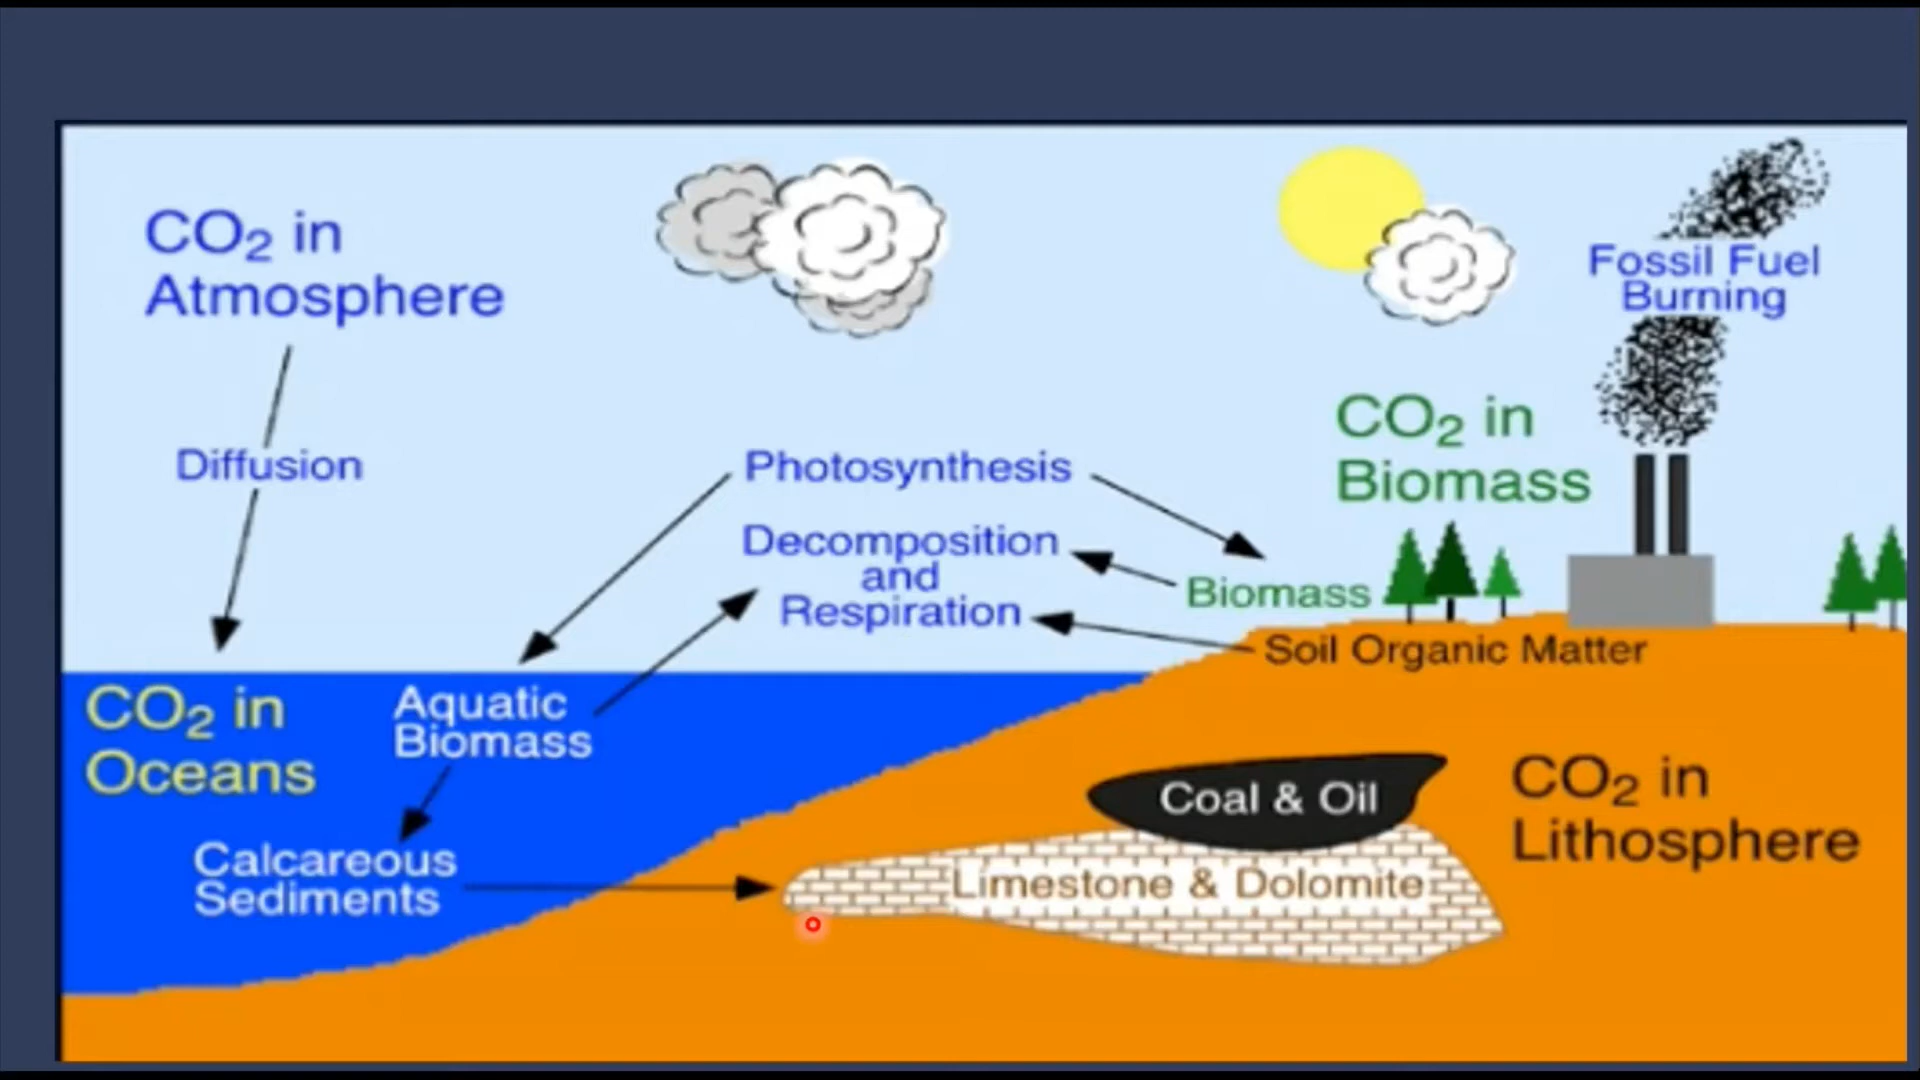 CO₂ in
Atmosphere
Fossil Fuel
Burning
CO₂ in
Biomass
Diffusion
Photosynthesis
Decomposition
and
Respiration
Biomass
Soil Organic Matter
CO₂ in
Oceans
Aquatic
Biomass
Coal & Oil
CO₂ in
Lithosphere
Calcareous
Sediments
Limestone & Dolomite